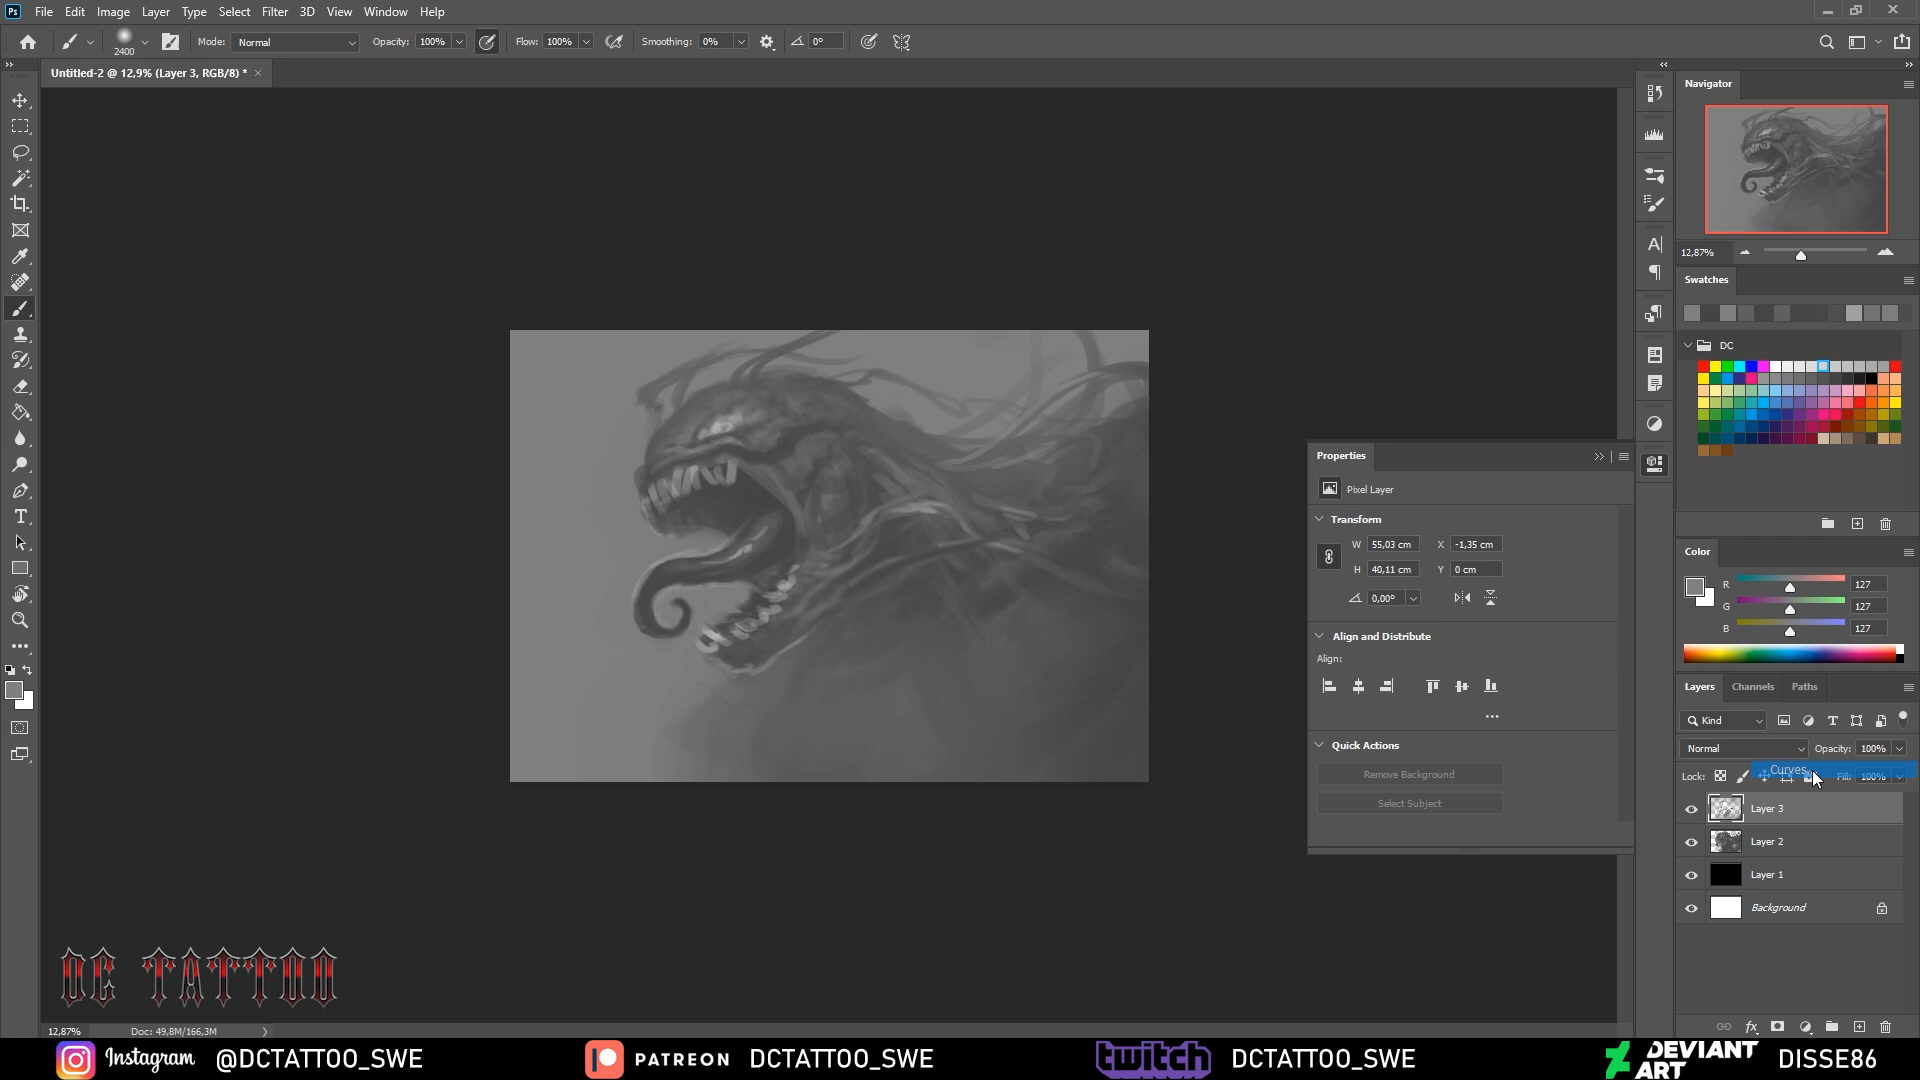 Ps File Edit Image Layer Type Select Filter 3D View Window Help
2400 Mode: Normal Opacity: 100% Flow: 100% Smoothing: 0% 0°
Untitled-2 @ 12,9% (Layer 3, RGB/8) *
Navigator
12,87%
Swatches
DC
Properties
Pixel Layer
Transform
W 55,03 cm X -1,35 cm
H 40,11 cm Y 0 cm
0,00°
Align and Distribute
Align:
Quick Actions
Remove Background
Select Subject
Color
R 127
G 127
B 127
Layers Channels Paths
Kind
Normal Opacity: 100%
Lock: Curves... Fill: 100%
Layer 3
Layer 2
Layer 1
Background
DC TATTOO
12,87% Doc: 49,8M/166,3M
Instagram @DCTATTOO_SWE PATREON DCTATTOO_SWE twitch DCTATTOO_SWE DEVIANT ART DISSE86